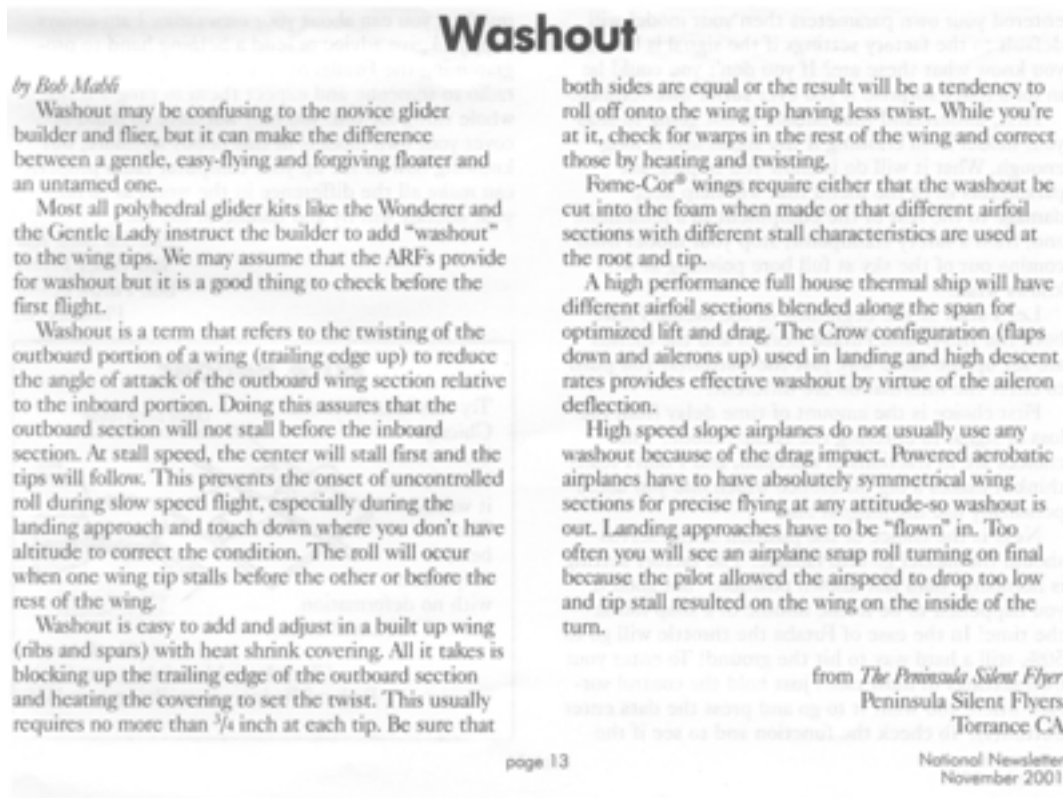 Washout
by Bob Mabli
Washout may be confusing to the novice glider
builder and flier, but it can make the difference
between a gentle, easy-flying and forgiving floater and
an untamed one.
Most all polyhedral glider kits like the Wonderer and
the Gentle Lady instruct the builder to add “washout”
to the wing tips. We may assume that the ARFs provide
for washout but it is a good thing to check before the
first flight.
Washout is a term that refers to the twisting of the
outboard portion of a wing (trailing edge up) to reduce
the angle of attack of the outboard wing section relative
to the inboard portion. Doing this assures that the
outboard section will not stall before the inboard
section. At stall speed, the center will stall first and the
tips will follow. This prevents the onset of uncontrolled
roll during slow speed flight, especially during the
landing approach and touch down where you don’t have
altitude to correct the condition. The roll will occur
when one wing tip stalls before the other or before the
rest of the wing.
Washout is easy to add and adjust in a built up wing
(ribs and spars) with heat shrink covering. All it takes is
blocking up the trailing edge of the outboard section
and heating the covering to set the twist. This usually
requires no more than 3/4 inch at each tip. Be sure that
both sides are equal or the result will be a tendency to
roll off onto the wing tip having less twist. While you’re
at it, check for warps in the rest of the wing and correct
those by heating and twisting.
Fome-Cor® wings require either that the washout be
cut into the foam when made or that different airfoil
sections with different stall characteristics are used at
the root and tip.
A high performance full house thermal ship will have
different airfoil sections blended along the span for
optimized lift and drag. The Crow configuration (flaps
down and ailerons up) used in landing and high descent
rates provides effective washout by virtue of the aileron
deflection.
High speed slope airplanes do not usually use any
washout because of the drag impact. Powered aerobatic
airplanes have to have absolutely symmetrical wing
sections for precise flying at any attitude-so washout is
out. Landing approaches have to be “flown” in. Too
often you will see an airplane snap roll turning on final
because the pilot allowed the airspeed to drop too low
and tip stall resulted on the wing on the inside of the
turn.
from The Peninsula Silent Flyer
Peninsula Silent Flyers
Torrance CA
page 13
National Newsletter
November 2001